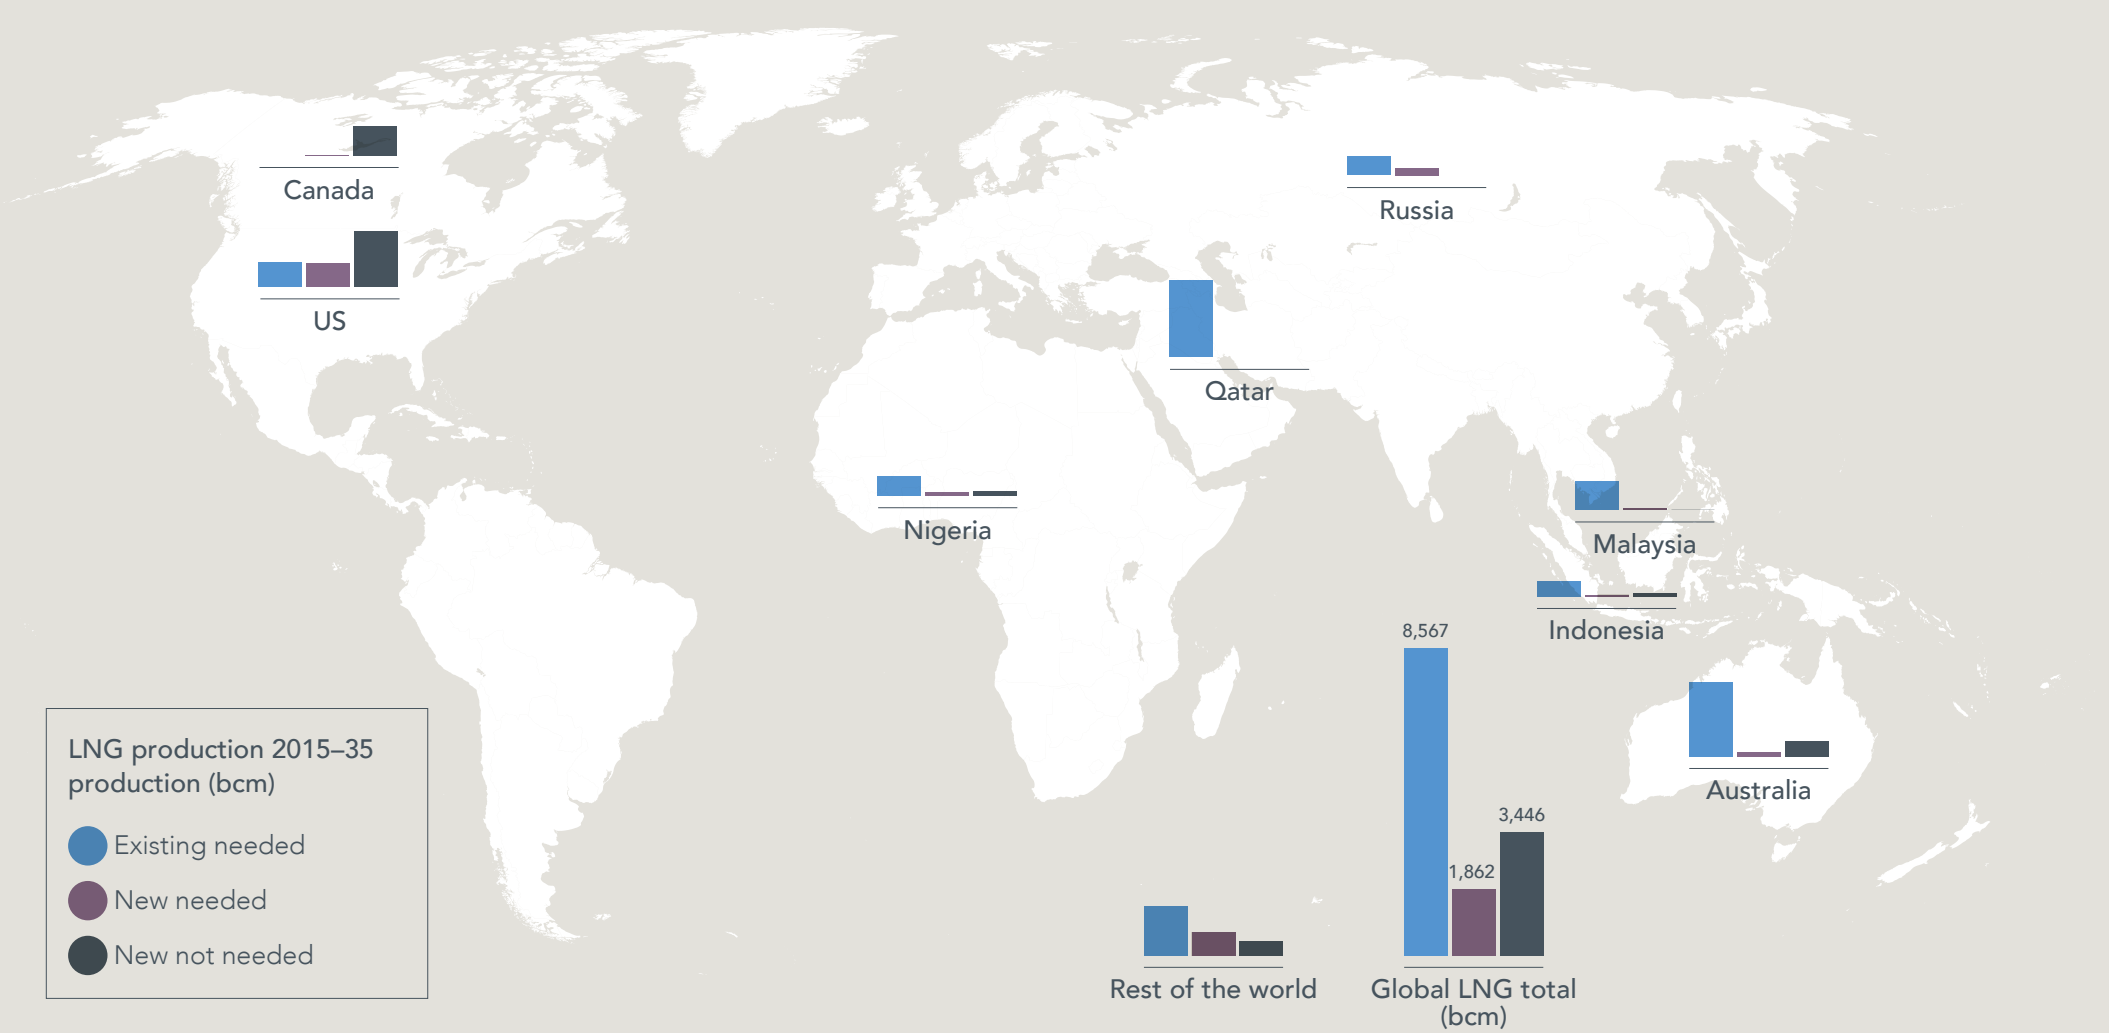 Canada
Russia
US
Qatar
Nigeria
Malaysia
Indonesia
8,567
LNG production 2015–35
production (bcm)
Existing needed
New needed
New not needed
Australia
3,446
1,862
Rest of the world
Global LNG total
(bcm)